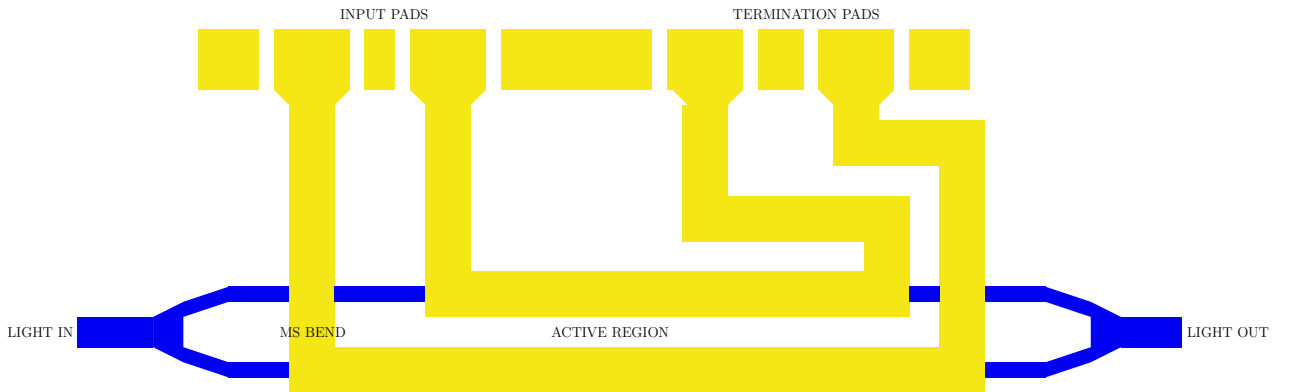 INPUT PADS
TERMINATION PADS
LIGHT IN
MS BEND
ACTIVE REGION
LIGHT OUT